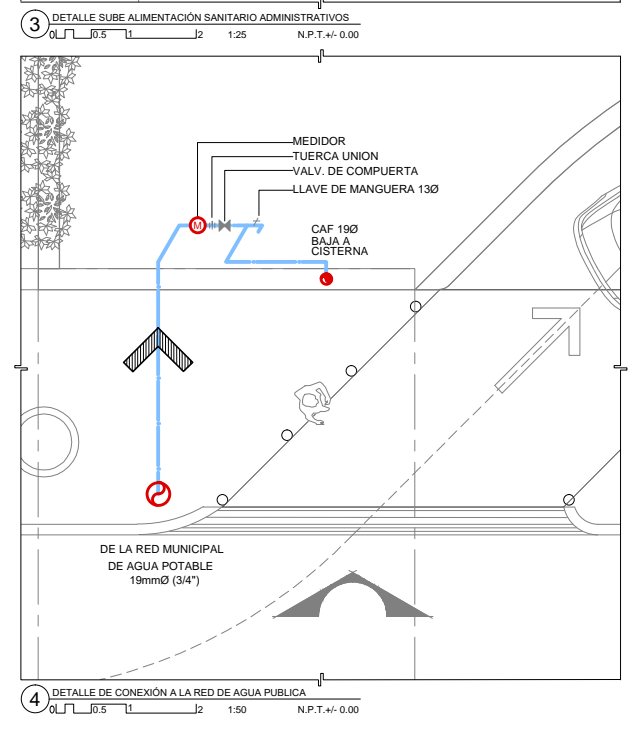 3 DETALLE SUBE ALIMENTACIÓN SANITARIO ADMINISTRATIVOS
0 0.5 1 2 1:25 N.P.T.+/- 0.00
MEDIDOR
TUERCA UNION
VALV. DE COMPUERTA
LLAVE DE MANGUERA 13Ø
M
CAF 19Ø
BAJA A
CISTERNA
DE LA RED MUNICIPAL
DE AGUA POTABLE
19mmØ (3/4")
4 DETALLE DE CONEXIÓN A LA RED DE AGUA PUBLICA
0 0.5 1 2 1:50 N.P.T.+/- 0.00